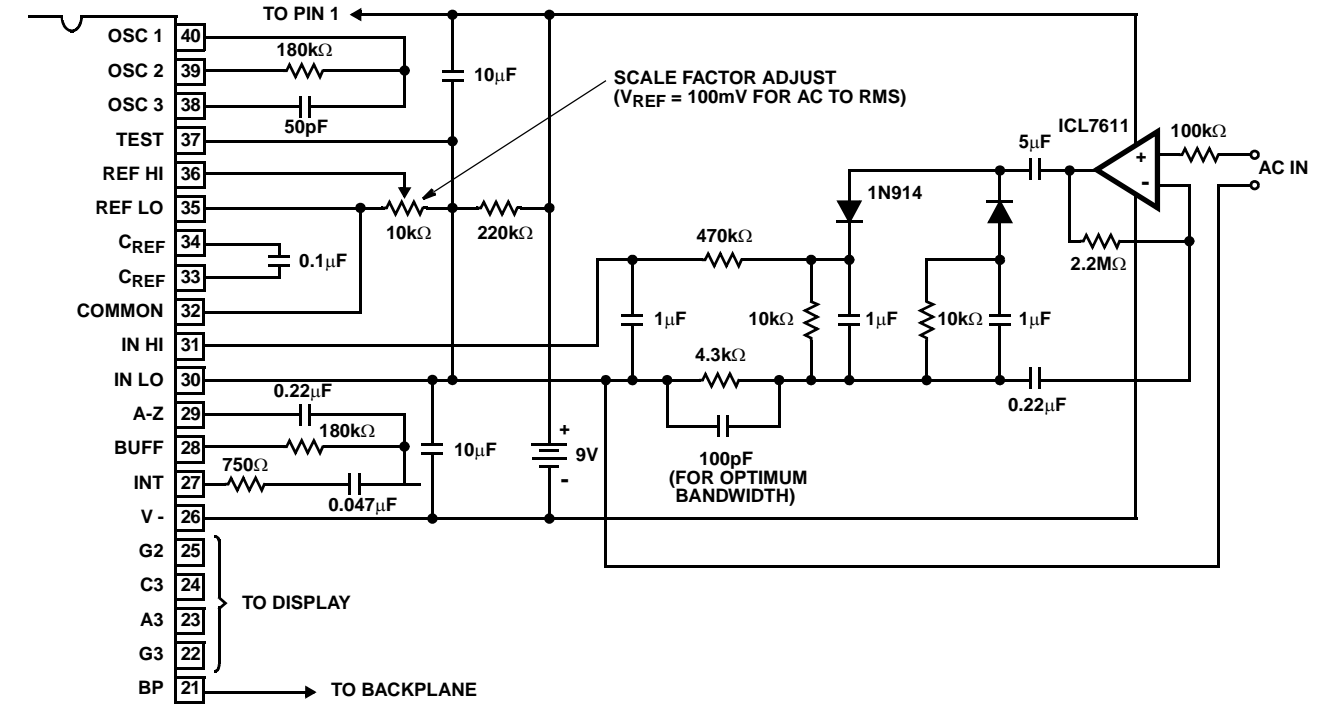 TO PIN 1
OSC 1 40
180kΩ
OSC 2 39
10µF
SCALE FACTOR ADJUST
(VREF = 100mV FOR AC TO RMS)
OSC 3 38
50pF
TEST 37
ICL7611
100kΩ
5µF
+
-
AC IN
REF HI 36
1N914
REF LO 35
10kΩ
220kΩ
CREF 34
0.1µF
CREF 33
470kΩ
2.2MΩ
COMMON 32
1µF
10kΩ
1µF
10kΩ
1µF
IN HI 31
4.3kΩ
IN LO 30
0.22µF
0.22µF
A-Z 29
180kΩ
BUFF 28
10µF
+
9V
-
100pF
(FOR OPTIMUM
BANDWIDTH)
750Ω
INT 27
0.047µF
V - 26
G2 25
C3 24
TO DISPLAY
A3 23
G3 22
BP 21
TO BACKPLANE